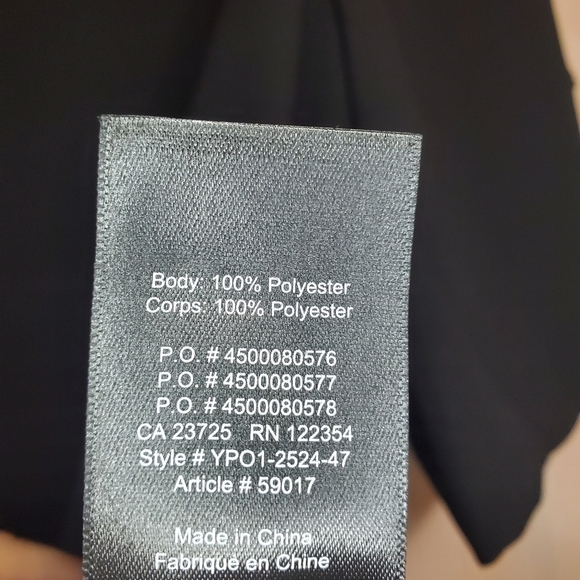 Body: 100% Polyester
Corps: 100% Polyester
P.O. # 4500080576
P.O. # 4500080577
P.O. # 4500080578
CA 23725 RN 122354
Style # YPO1-2524-47
Article # 59017
Made in China
Fabriqué en Chine